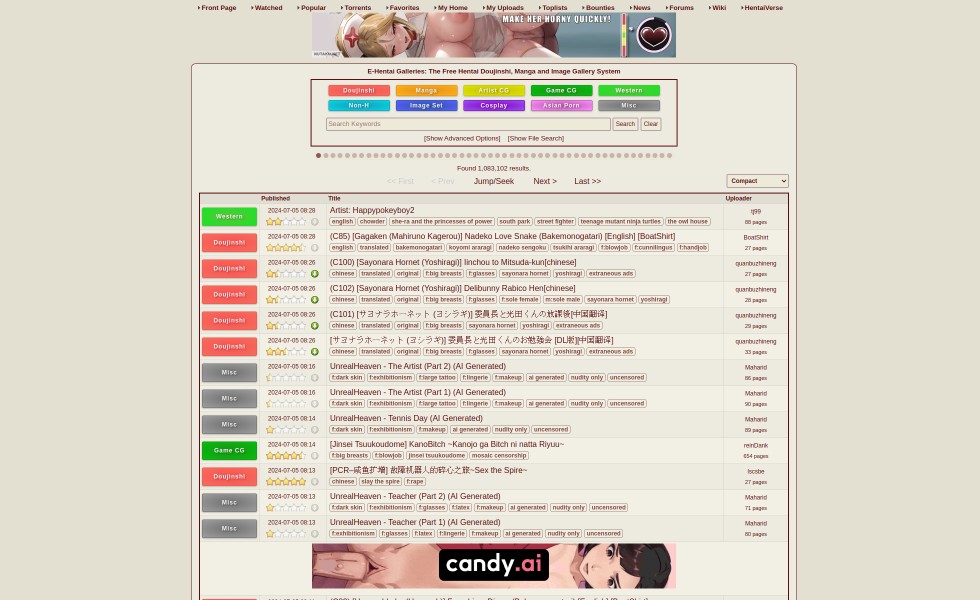 Front Page Watched Popular Torrents Favorites My Home My Uploads Toplists Bounties News Forums Wiki HentaiVerse
MAKE HER HORNY QUICKLY!
E-Hentai Galleries: The Free Hentai Doujinshi, Manga and Image Gallery System
Doujinshi Manga Artist CG Game CG Western
Non-H Image Set Cosplay Asian Porn Misc
Search Keywords Search Clear
[Show Advanced Options] [Show File Search]
Found 1,083,102 results.
<< First < Prev Jump/Seek Next > Last >> Compact
Published Title Uploader
Western 2024-07-05 08:28 Artist: Happypokeyboy2 tj99
english chowder she-ra and the princesses of power south park street fighter teenage mutant ninja turtles the owl house 88 pages
Doujinshi 2024-07-05 08:28 (C85) [Gagaken (Mahiruno Kagerou)] Nadeko Love Snake (Bakemonogatari) [English] [BoatShirt] BoatShirt
english translated bakemonogatari koyomi araragi nadeko sengoku tsukihi araragi f:blowjob f:cunnilingus f:handjob 27 pages
Doujinshi 2024-07-05 08:26 (C100) [Sayonara Hornet (Yoshiragi)] Iinchou to Mitsuda-kun[chinese] quanbuzhineng
chinese translated original f:big breasts f:glasses sayonara hornet yoshiragi extraneous ads 27 pages
Doujinshi 2024-07-05 08:26 (C102) [Sayonara Hornet (Yoshiragi)] Delibunny Rabico Hen[chinese] quanbuzhineng
chinese translated original f:big breasts f:glasses f:sole female m:sole male sayonara hornet yoshiragi 28 pages
Doujinshi 2024-07-05 08:26 (C101) [サヨナラホーネット (ヨシラギ)] 委員長と光田くんの放課後[中国翻译] quanbuzhineng
chinese translated original f:big breasts sayonara hornet yoshiragi extraneous ads 29 pages
Doujinshi 2024-07-05 08:26 [サヨナラホーネット (ヨシラギ)] 委員長と光田くんのお勉強会 [DL版][中国翻译] quanbuzhineng
chinese translated original f:big breasts f:glasses sayonara hornet yoshiragi extraneous ads 33 pages
Misc 2024-07-05 08:16 UnrealHeaven - The Artist (Part 2) (AI Generated) Maharid
f:dark skin f:exhibitionism f:large tattoo f:lingerie f:makeup ai generated nudity only uncensored 86 pages
Misc 2024-07-05 08:16 UnrealHeaven - The Artist (Part 1) (AI Generated) Maharid
f:dark skin f:exhibitionism f:large tattoo f:lingerie f:makeup ai generated nudity only uncensored 80 pages
Misc 2024-07-05 08:14 UnrealHeaven - Tennis Day (AI Generated) Maharid
f:dark skin f:exhibitionism f:makeup ai generated nudity only uncensored 69 pages
Game CG 2024-07-05 08:14 [Jinsei Tsuukoudome] KanoBitch ~Kanojo ga Bitch ni natta Riyuu~ reinDank
f:big breasts f:blowjob jinsei tsuukoudome mosaic censorship 654 pages
Doujinshi 2024-07-05 08:13 [PCR~咸鱼扩增] 故障机器人的碎心之旅~Sex the Spire~ lscsbe
chinese slay the spire f:rape 27 pages
Misc 2024-07-05 08:13 UnrealHeaven - Teacher (Part 2) (AI Generated) Maharid
f:dark skin f:exhibitionism f:glasses f:latex f:makeup ai generated nudity only uncensored 71 pages
Misc 2024-07-05 08:13 UnrealHeaven - Teacher (Part 1) (AI Generated) Maharid
f:exhibitionism f:glasses f:latex f:lingerie f:makeup ai generated nudity only uncensored 80 pages
candy.ai